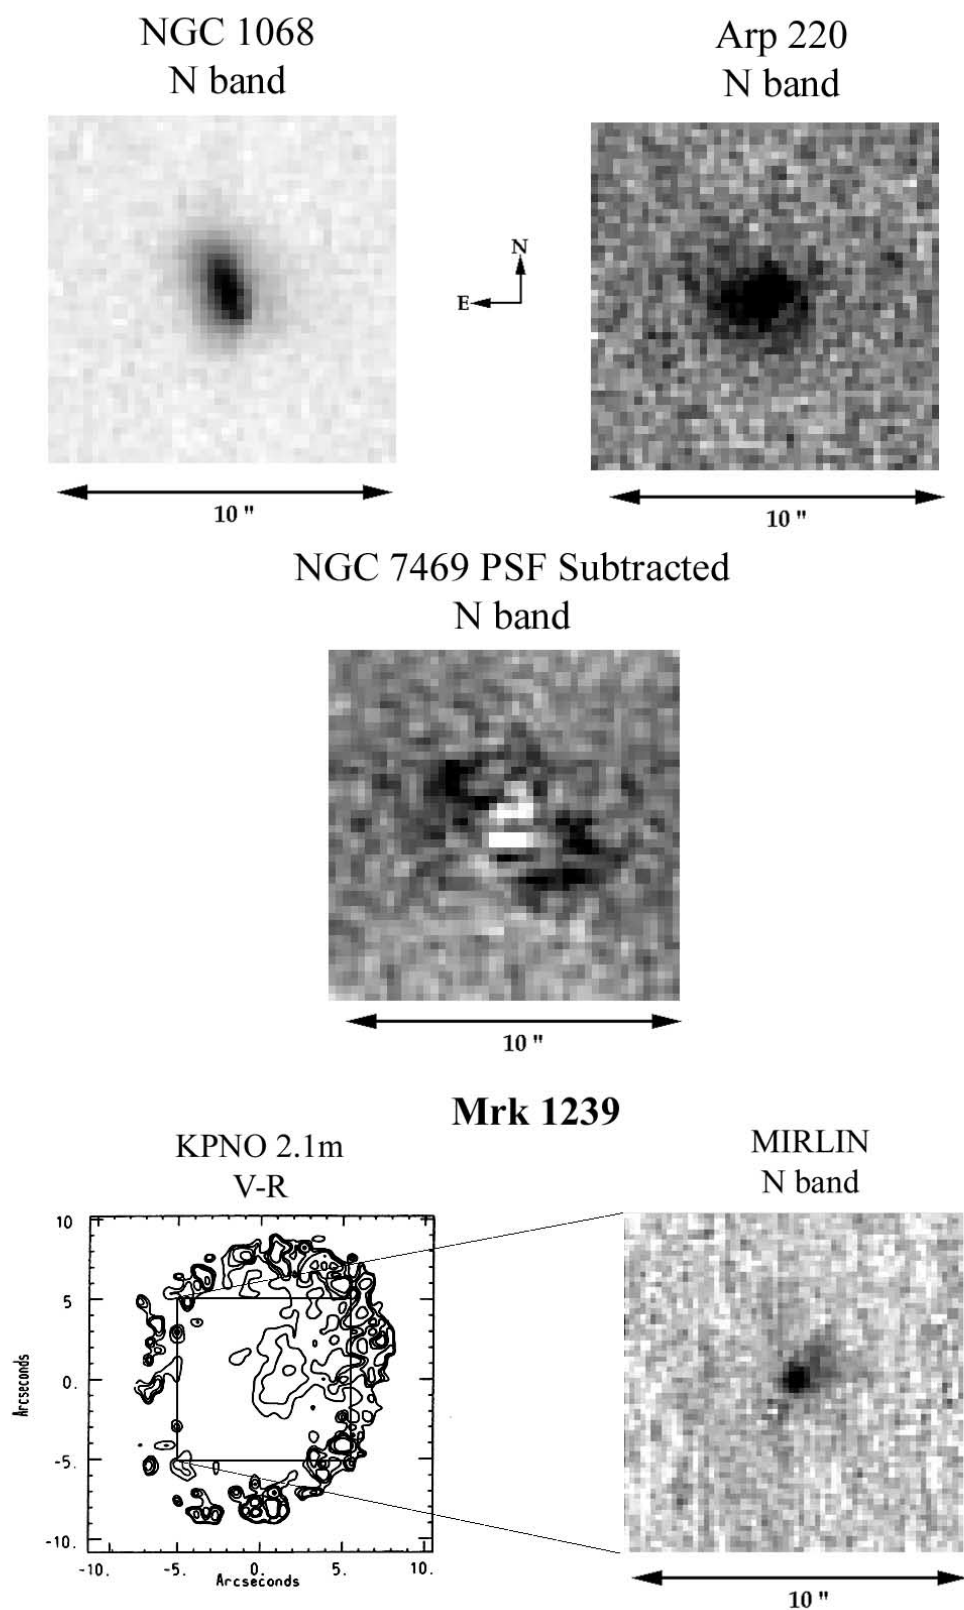 NGC 1068
N band
Arp 220
N band
N
E
10 "
10 "
NGC 7469 PSF Subtracted
N band
10 "
Mrk 1239
KPNO 2.1m
V-R
MIRLIN
N band
10
5
0.
-5.
-10.
Arcseconds
-10.
-5.
0.
5.
10.
Arcseconds
10 "